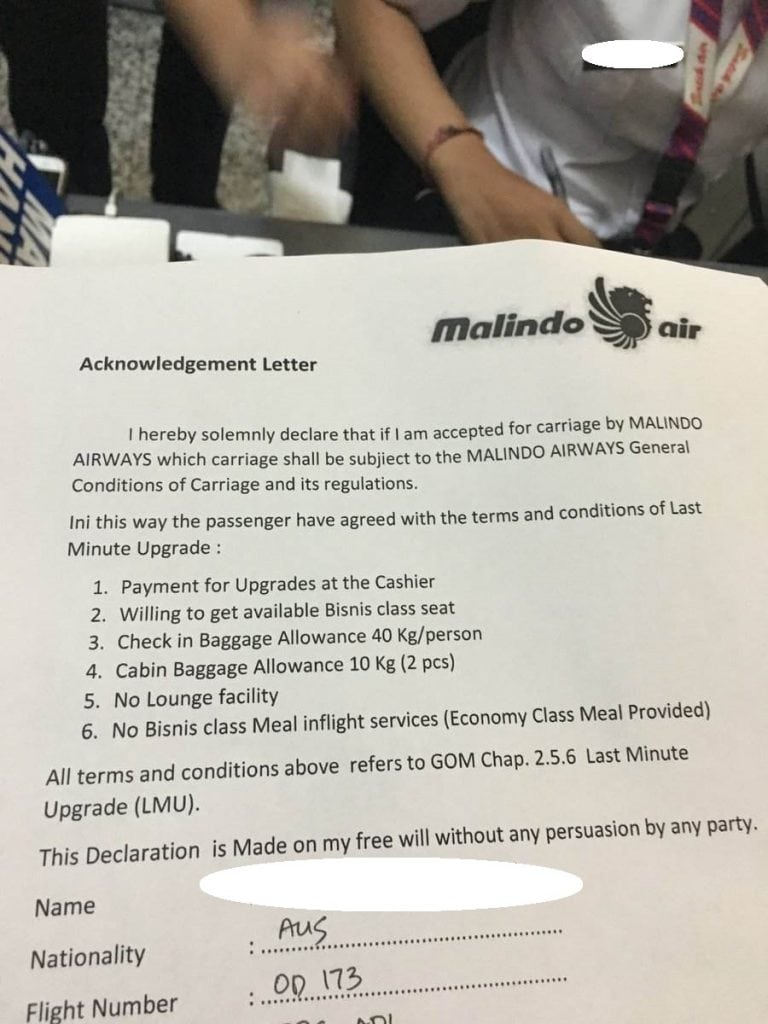 MA
HAN
Malindo air
Acknowledgement Letter
I hereby solemnly declare that if I am accepted for carriage by MALINDO
AIRWAYS which carriage shall be subjiect to the MALINDO AIRWAYS General
Conditions of Carriage and its regulations.
Ini this way the passenger have agreed with the terms and conditions of Last
Minute Upgrade :
1. Payment for Upgrades at the Cashier
2. Willing to get available Bisnis class seat
3. Check in Baggage Allowance 40 Kg/person
4. Cabin Baggage Allowance 10 Kg (2 pcs)
5. No Lounge facility
6. No Bisnis class Meal inflight services (Economy Class Meal Provided)
All terms and conditions above refers to GOM Chap. 2.5.6 Last Minute
Upgrade (LMU).
This Declaration is Made on my free will without any persuasion by any party.
Name
Nationality : AUS
Flight Number : OD 173